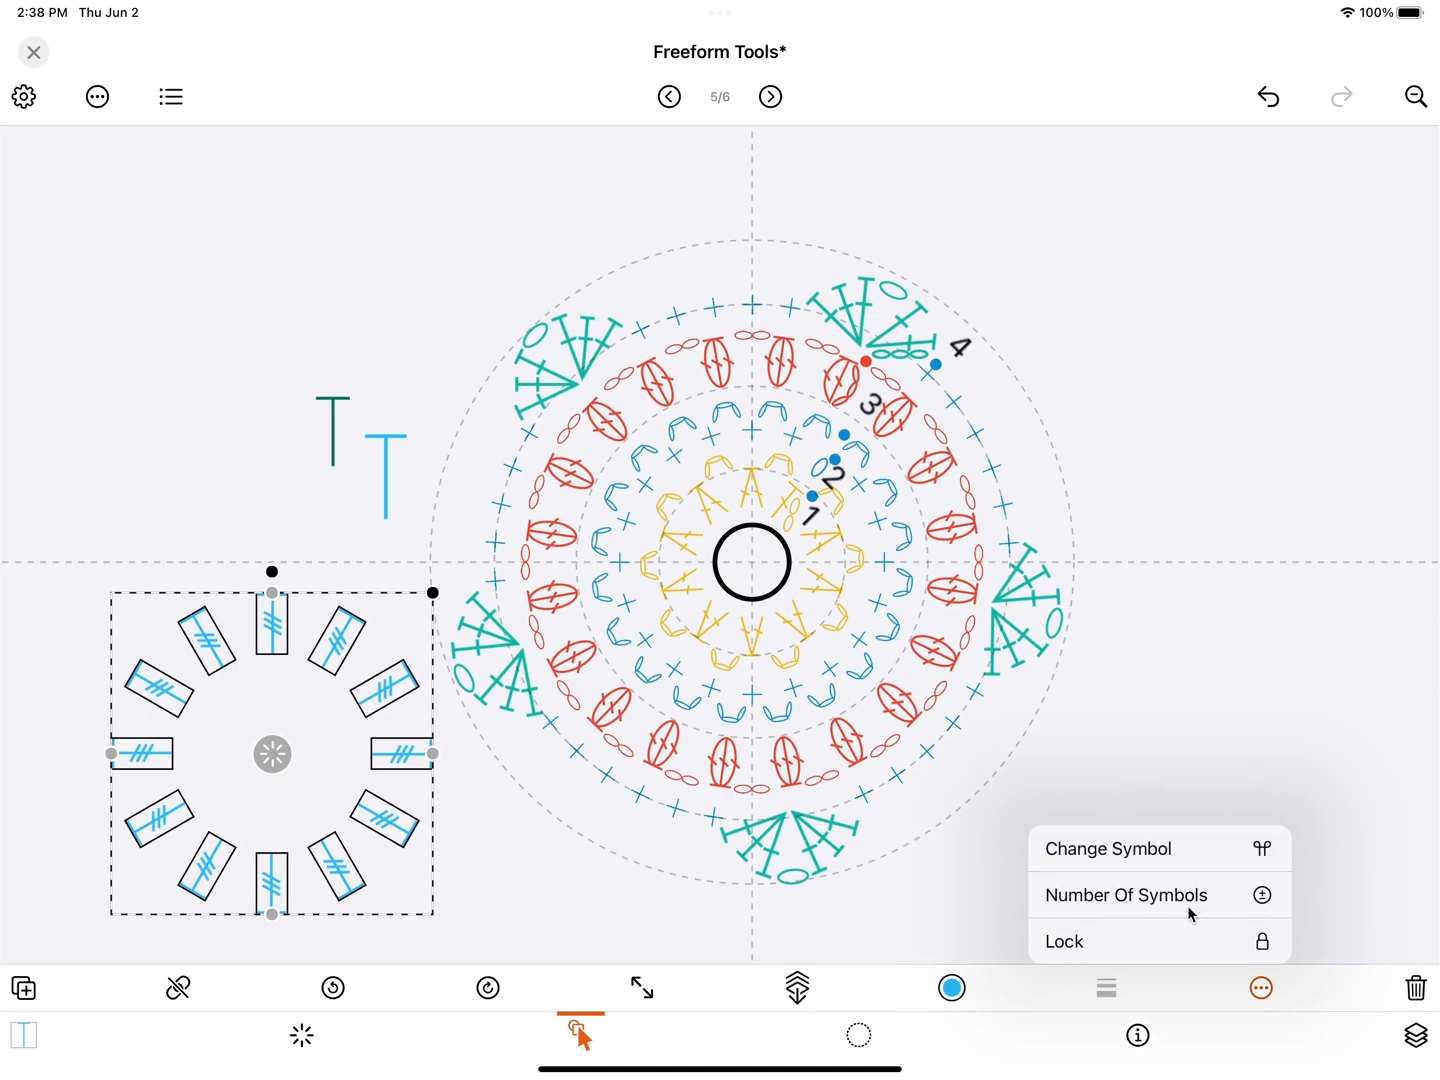 2:38 PM Thu Jun 2
100%
Freeform Tools*
5/6
4
3
2
1
Change Symbol
Number Of Symbols
Lock